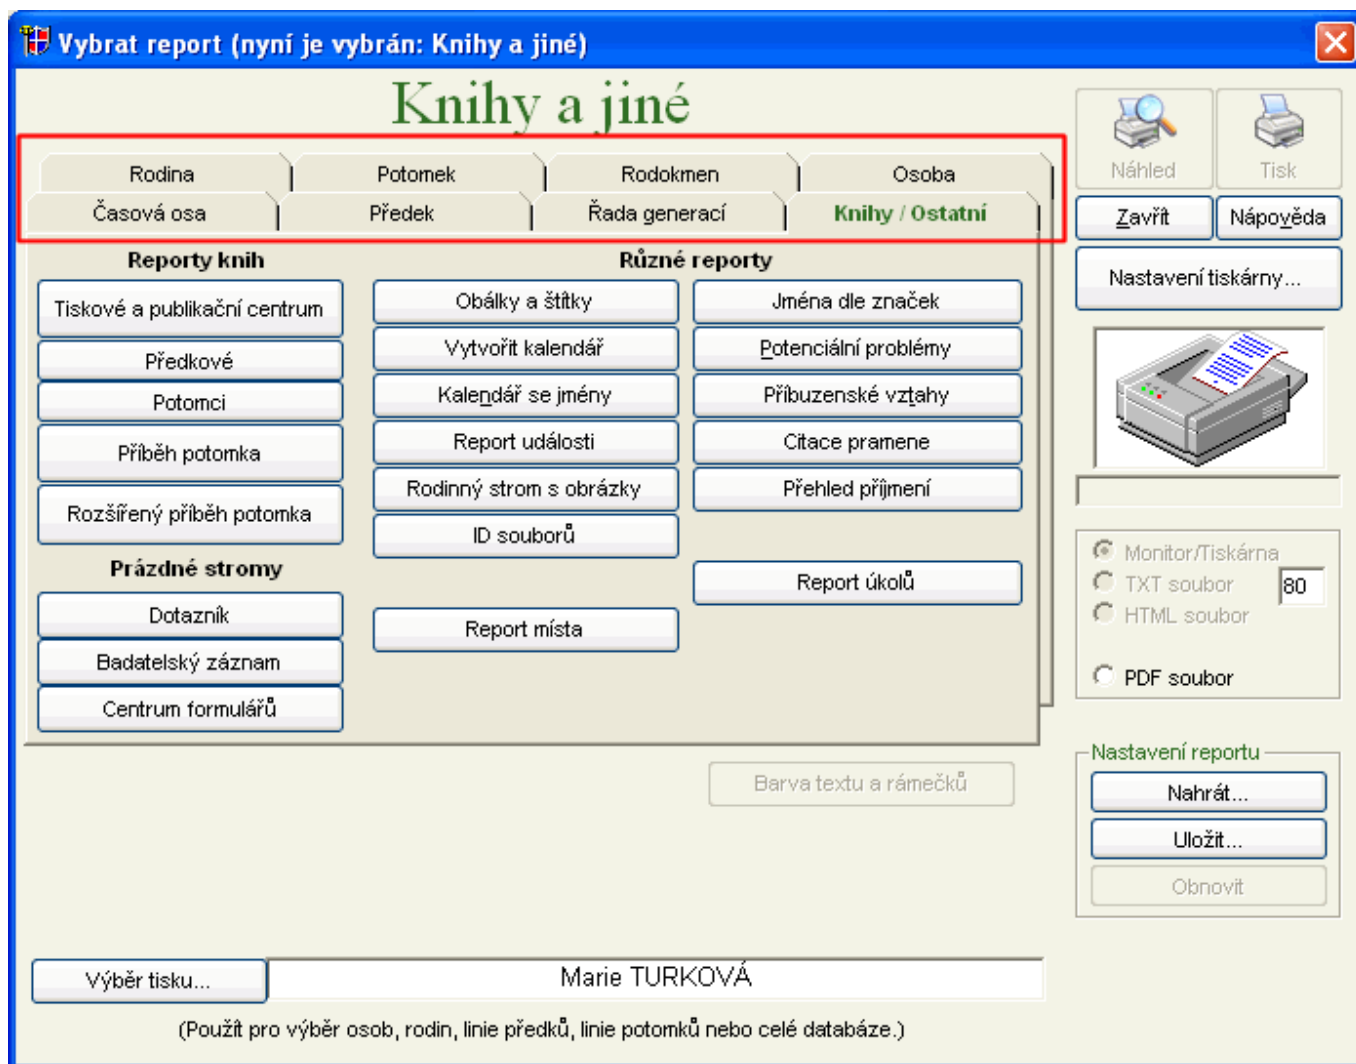 Vybrat report (nyní je vybrán: Knihy a jiné)
Knihy a jiné
Rodina
Potomek
Rodokmen
Osoba
Časová osa
Předek
Řada generací
Knihy / Ostatní
Reporty knih
Tiskové a publikační centrum
Předkové
Potomci
Příběh potomka
Rozšířený příběh potomka
Prázdné stromy
Dotazník
Badatelský záznam
Centrum formulářů
Různé reporty
Obálky a štítky
Vytvořit kalendář
Kalendář se jmény
Report události
Rodinný strom s obrázky
ID souborů
Report místa
Jména dle značek
Potenciální problémy
Příbuzenské vztahy
Citace pramene
Přehled příjmení
Report úkolů
Barva textu a rámečků
Výběr tisku...
Marie TURKOVÁ
(Použít pro výběr osob, rodin, linie předků, linie potomků nebo celé databáze.)
Náhled
Tisk
Zavřít
Nápověda
Nastavení tiskárny...
Monitor/Tiskárna
TXT soubor
80
HTML soubor
PDF soubor
Nastavení reportu
Nahrát...
Uložit...
Obnovit